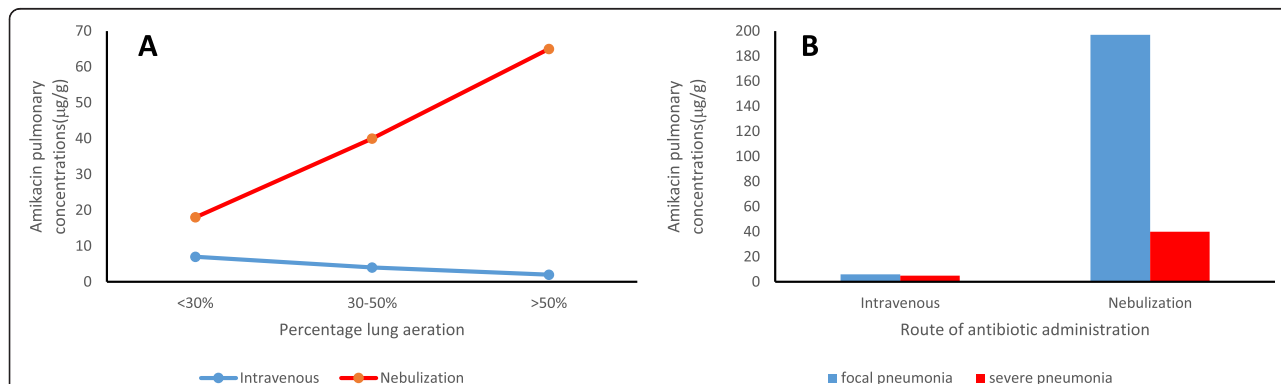 A
70
60
50
40
30
20
10
0
Amikacin pulmonary
concentrations(µg/g)
<30%
30-50%
>50%
Percentage lung aeration
Intravenous
Nebulization
B
200
180
160
140
120
100
80
60
40
20
0
Amikacin pulmonary
concentrations(µg/g)
Intravenous
Nebulization
Route of antibiotic administration
focal pneumonia
severe pneumonia